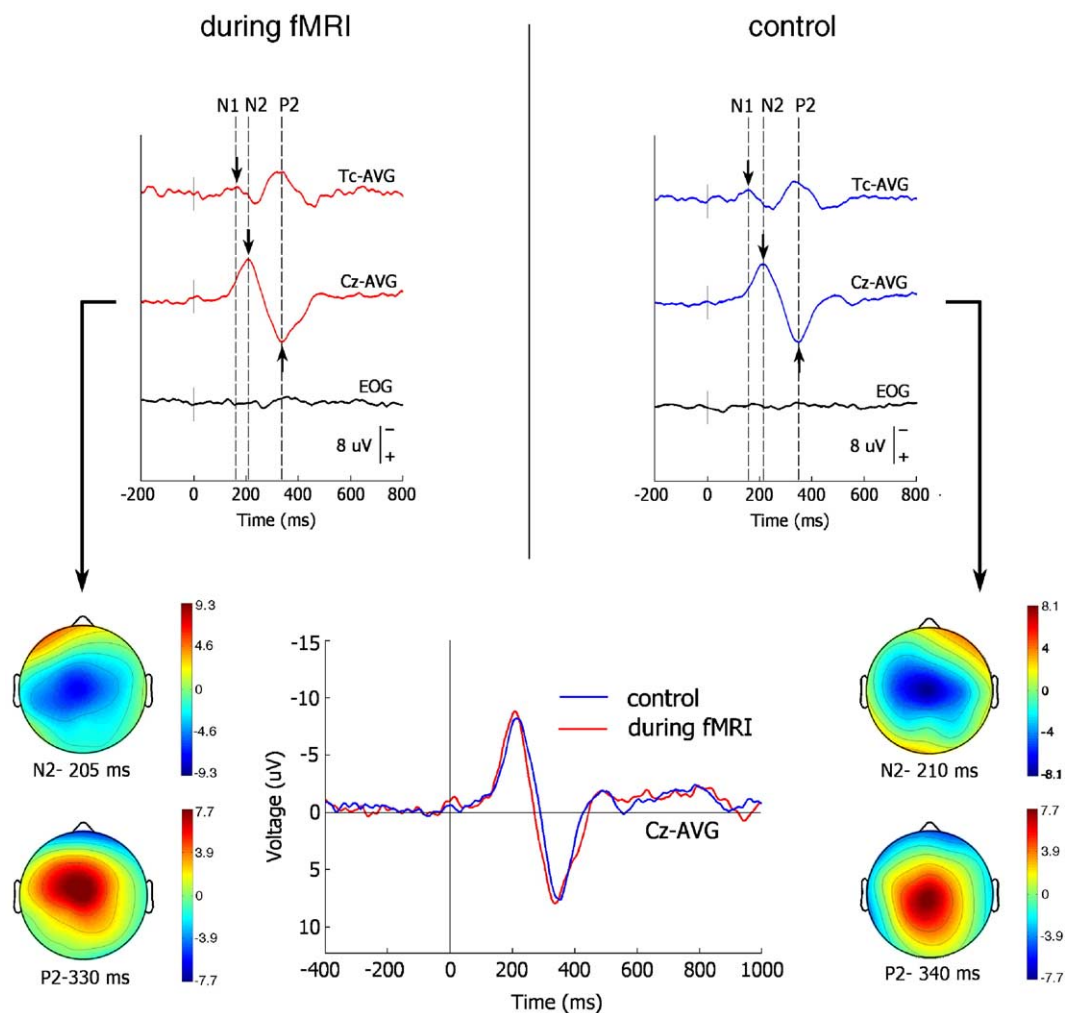 during fMRI
control
N1 N2 P2
Tc-AVG
Cz-AVG
EOG
8 uV
−
+
-200 0 200 400 600 800
Time (ms)
N1 N2 P2
Tc-AVG
Cz-AVG
EOG
8 uV
−
+
-200 0 200 400 600 800
Time (ms)
9.3
4.6
0
-4.6
-9.3
N2- 205 ms
7.7
3.9
0
-3.9
-7.7
P2-330 ms
-15
-10
-5
0
5
10
Voltage (uV)
control
during fMRI
Cz-AVG
-400 -200 0 200 400 600 800 1000
Time (ms)
8.1
4
0
-4
-8.1
N2- 210 ms
7.7
3.9
0
-3.9
-7.7
P2- 340 ms